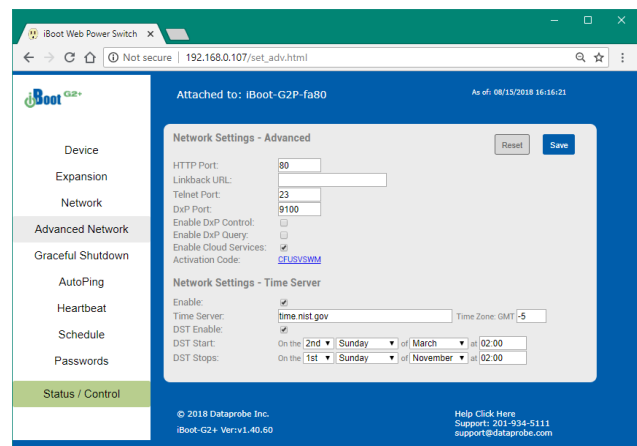 iBoot Web Power Switch
Not secure | 192.168.0.107/set_adv.html
iBoot G2+
Attached to: iBoot-G2P-fa80
As of: 08/15/2018 16:16:21
Device
Expansion
Network
Advanced Network
Graceful Shutdown
AutoPing
Heartbeat
Schedule
Passwords
Status / Control
Network Settings - Advanced
Reset Save
HTTP Port: 80
Linkback URL:
Telnet Port: 23
DxP Port: 9100
Enable DxP Control:
Enable DxP Query:
Enable Cloud Services:
Activation Code: CFUSVSWM
Network Settings - Time Server
Enable:
Time Server: time.nist.gov Time Zone: GMT -5
DST Enable:
DST Start: On the 2nd Sunday of March at 02:00
DST Stops: On the 1st Sunday of November at 02:00
© 2018 Dataprobe Inc.
iBoot-G2+ Ver:v1.40.60
Help Click Here
Support: 201-934-5111
support@dataprobe.com